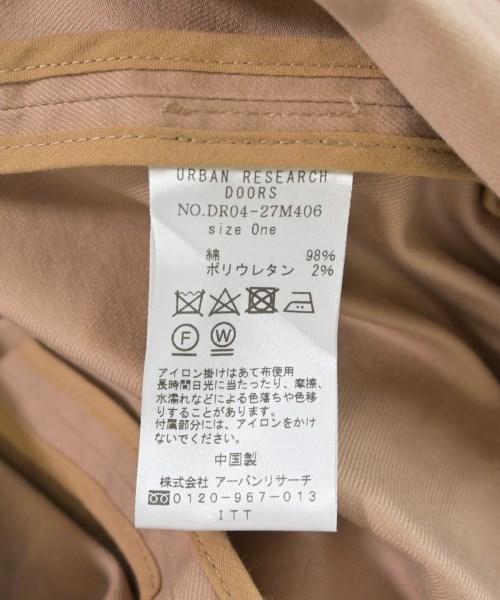 URBAN RESEARCH
DOORS
NO.DR04-27M406
size One
綿 98%
ポリウレタン 2%
F W
アイロン掛けはあて布使用
長時間日光に当たったり、摩擦、
水濡れなどによる色落ちや色移
りすることがあります。
付属部分には、アイロンをかけ
ないでください。
中国製
株式会社 アーバンリサーチ
0120-967-013
ITT